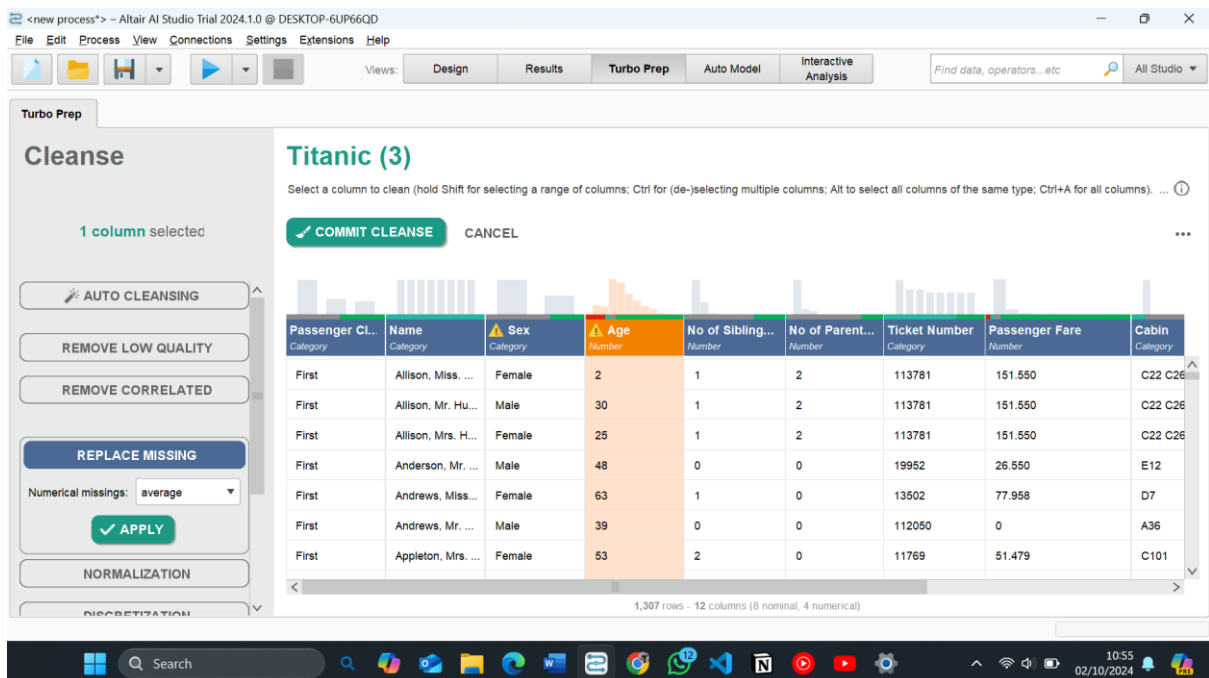 <new process*> – Altair AI Studio Trial 2024.1.0 @ DESKTOP-6UP66QD
File Edit Process View Connections Settings Extensions Help
Views: Design Results Turbo Prep Auto Model Interactive Analysis Find data, operators...etc All Studio
Turbo Prep
Cleanse
1 column selected
AUTO CLEANSING
REMOVE LOW QUALITY
REMOVE CORRELATED
REPLACE MISSING
Numerical missings: average
APPLY
NORMALIZATION
DISCRETIZATION
Titanic (3)
Select a column to clean (hold Shift for selecting a range of columns; Ctrl for (de-)selecting multiple columns; Alt to select all columns of the same type; Ctrl+A for all columns). ...
COMMIT CLEANSE CANCEL
Passenger Cl... Name Sex Age No of Sibling... No of Parent... Ticket Number Passenger Fare Cabin
Category Category Category Number Number Number Category Number Category
First Allison, Miss. ... Female 2 1 2 113781 151.550 C22 C26
First Allison, Mr. Hu... Male 30 1 2 113781 151.550 C22 C26
First Allison, Mrs. H... Female 25 1 2 113781 151.550 C22 C26
First Anderson, Mr. ... Male 48 0 0 19952 26.550 E12
First Andrews, Miss... Female 63 1 0 13502 77.958 D7
First Andrews, Mr. ... Male 39 0 0 112050 0 A36
First Appleton, Mrs. ... Female 53 2 0 11769 51.479 C101
1,307 rows - 12 columns (8 nominal, 4 numerical)
Search
12
10:55
02/10/2024
PRE